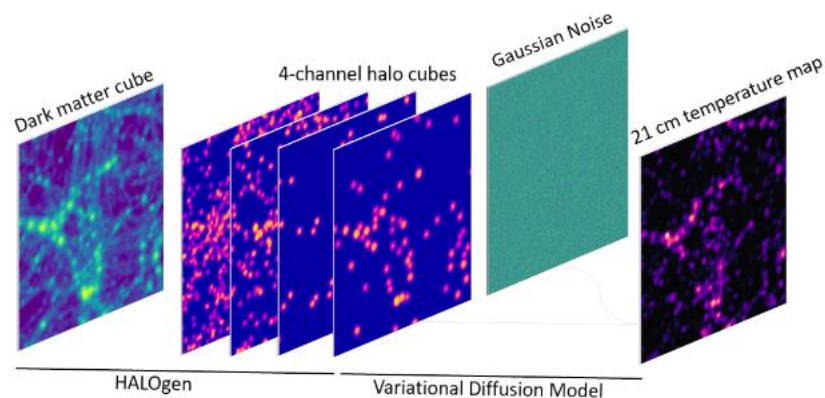 Dark matter cube
4-channel halo cubes
Gaussian Noise
21 cm temperature map
HALOgen
Variational Diffusion Model